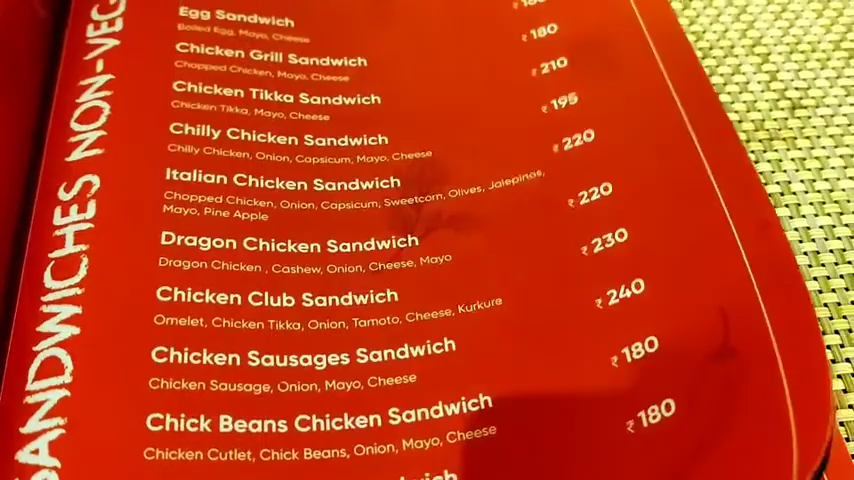 SANDWICHES NON-VEG
Egg Sandwich ₹ 180
Boiled Egg, Mayo, Cheese
Chicken Grill Sandwich ₹ 210
Chopped Chicken, Mayo, Cheese
Chicken Tikka Sandwich ₹ 195
Chicken Tikka, Mayo, Cheese
Chilly Chicken Sandwich ₹ 220
Chilly Chicken, Onion, Capsicum, Mayo, Cheese
Italian Chicken Sandwich ₹ 220
Chopped Chicken, Onion, Capsicum, Sweetcorn, Olives, Jalepinos,
Mayo, Pine Apple
Dragon Chicken Sandwich ₹ 230
Dragon Chicken , Cashew, Onion, Cheese, Mayo
Chicken Club Sandwich ₹ 240
Omelet, Chicken Tikka, Onion, Tamoto, Cheese, Kurkure
Chicken Sausages Sandwich ₹ 180
Chicken Sausage, Onion, Mayo, Cheese
Chick Beans Chicken Sandwich ₹ 180
Chicken Cutlet, Chick Beans, Onion, Mayo, Cheese